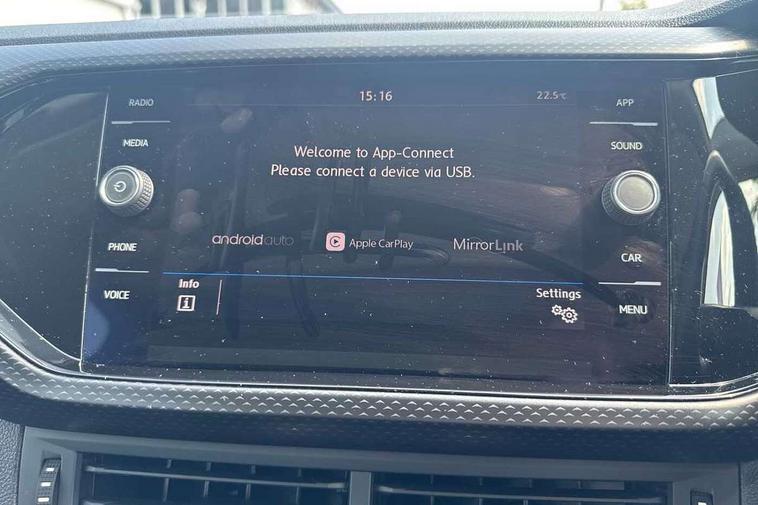 RADIO
MEDIA
PHONE
VOICE
15:16
22.5°C
Welcome to App-Connect
Please connect a device via USB.
androidauto
Apple CarPlay
MirrorLink
Info
i
Settings
APP
SOUND
CAR
MENU